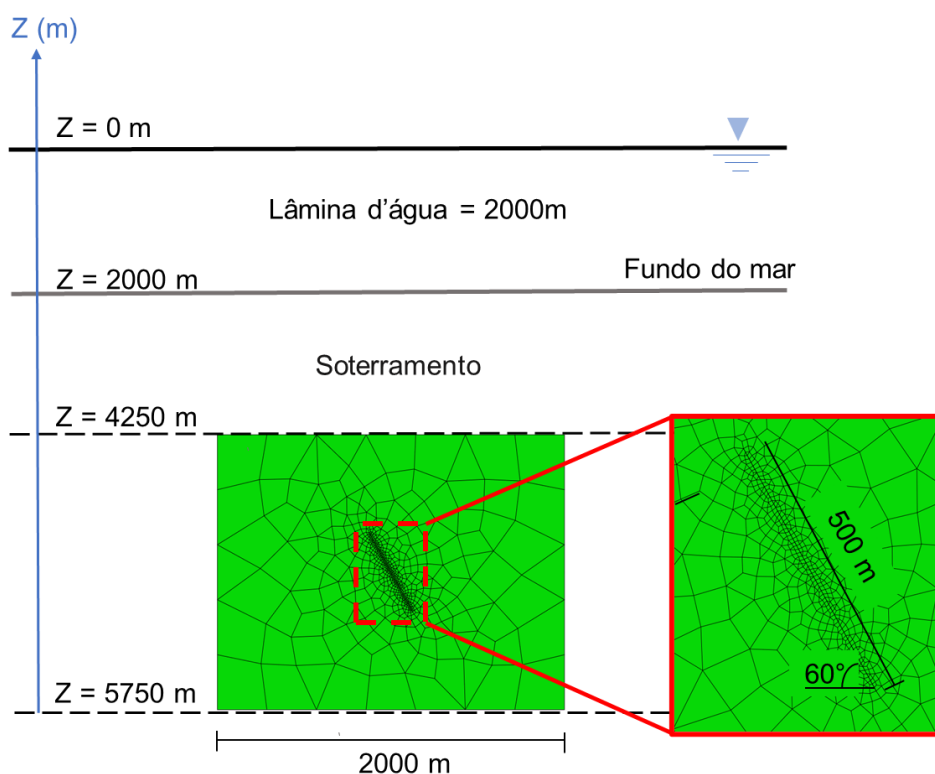 Z (m)
Z = 0 m
Lâmina d'água = 2000m
Fundo do mar
Z = 2000 m
Soterramento
Z = 4250 m
500 m
60°
Z = 5750 m
2000 m